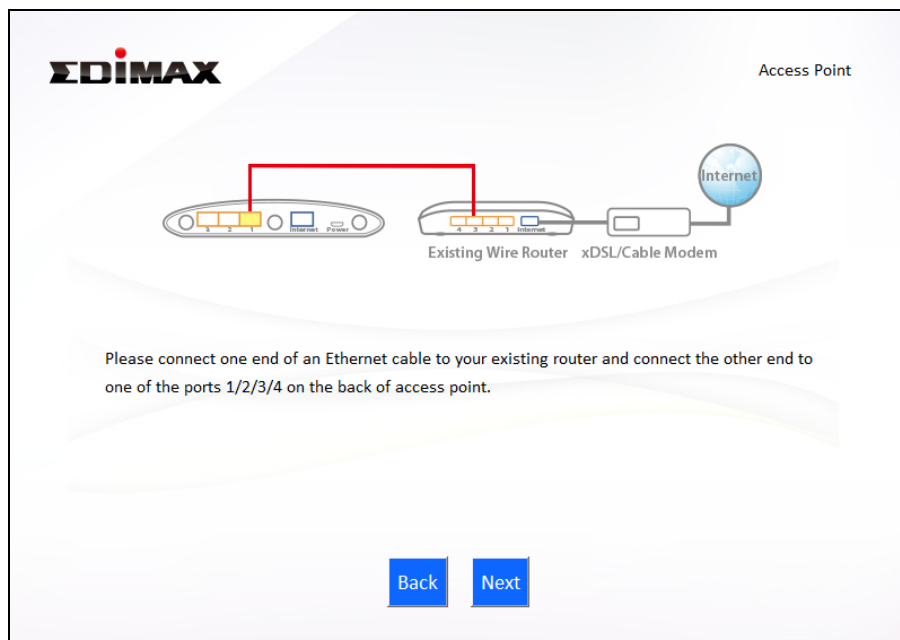 EDIMAX
Access Point
Internet
3 2 1 Internet Power
4 3 2 1 Internet
Existing Wire Router xDSL/Cable Modem
Please connect one end of an Ethernet cable to your existing router and connect the other end to
one of the ports 1/2/3/4 on the back of access point.
Back Next